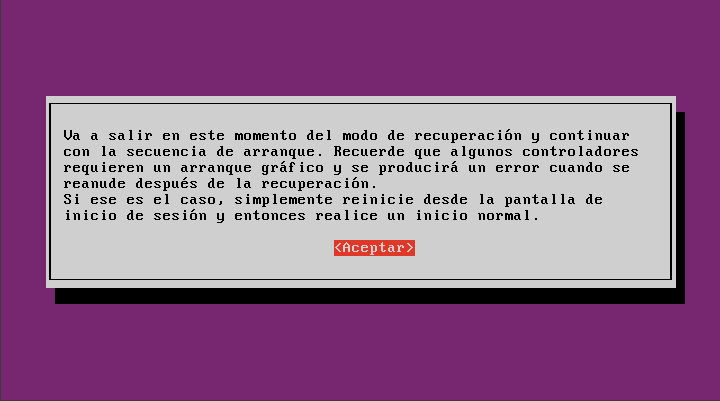 Va a salir en este momento del modo de recuperación y continuar
con la secuencia de arranque. Recuerde que algunos controladores
requieren un arranque gráfico y se producirá un error cuando se
reanude después de la recuperación.
Si ese es el caso, simplemente reinicie desde la pantalla de
inicio de sesión y entonces realice un inicio normal.
<Aceptar>